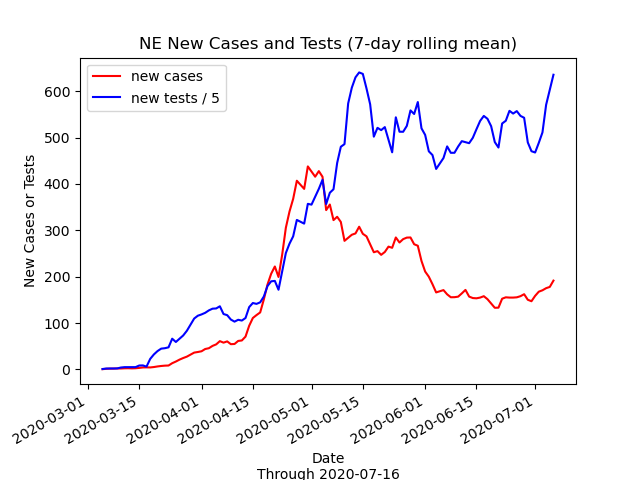 NE New Cases and Tests (7-day rolling mean)
new cases
new tests / 5
New Cases or Tests
600
500
400
300
200
100
0
2020-03-01
2020-03-15
2020-04-01
2020-04-15
2020-05-01
2020-05-15
2020-06-01
2020-06-15
2020-07-01
Date
Through 2020-07-16